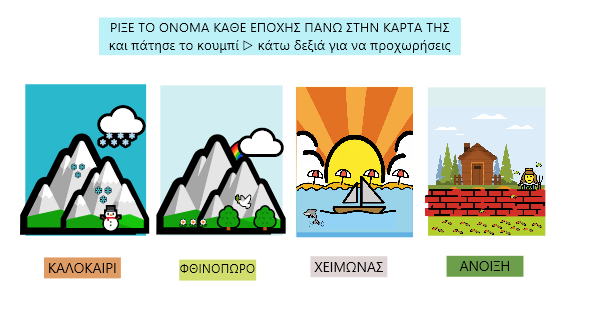 ΡΙΞΕ ΤΟ ΟΝΟΜΑ ΚΑΘΕ ΕΠΟΧΗΣ ΠΑΝΩ ΣΤΗΝ ΚΑΡΤΑ ΤΗΣ
και πάτησε το κουμπί ▷ κάτω δεξιά για να προχωρήσεις
ΚΑΛΟΚΑΙΡΙ
ΦΘΙΝΟΠΩΡΟ
ΧΕΙΜΩΝΑΣ
ΑΝΟΙΞΗ